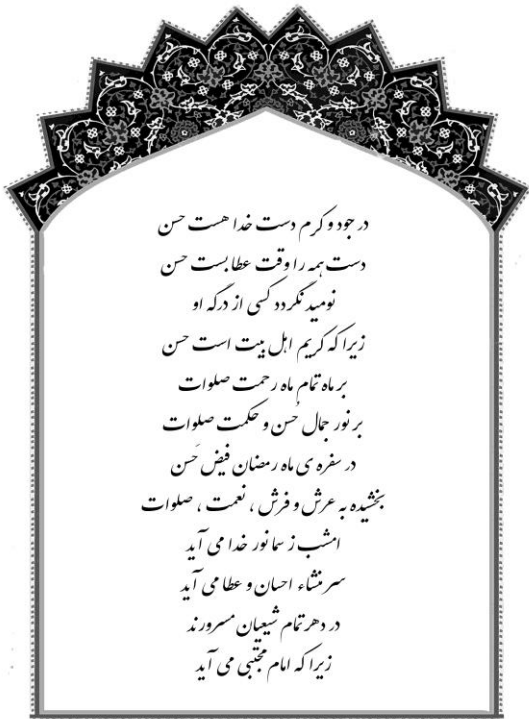 در جود و کرم دست خدا هست حسن
دست همه را وقت عطا بست حسن
نومید نگردد کسی از درگه او
زیرا که کریم اهل بیت است حسن
بر ماه تمام ماه رحمت صلوات
بر نور جمال حُسن و حکمت صلوات
در سفره ی ماه رمضان فیض حَسن
بخشیده به عرش و فرش ، نعمت ، صلوات
امشب ز سما نور خدا می آید
سر منشاء احسان و عطا می آید
در دهر تمام شیعیان مسرورند
زیرا که امام مجتبی می آید